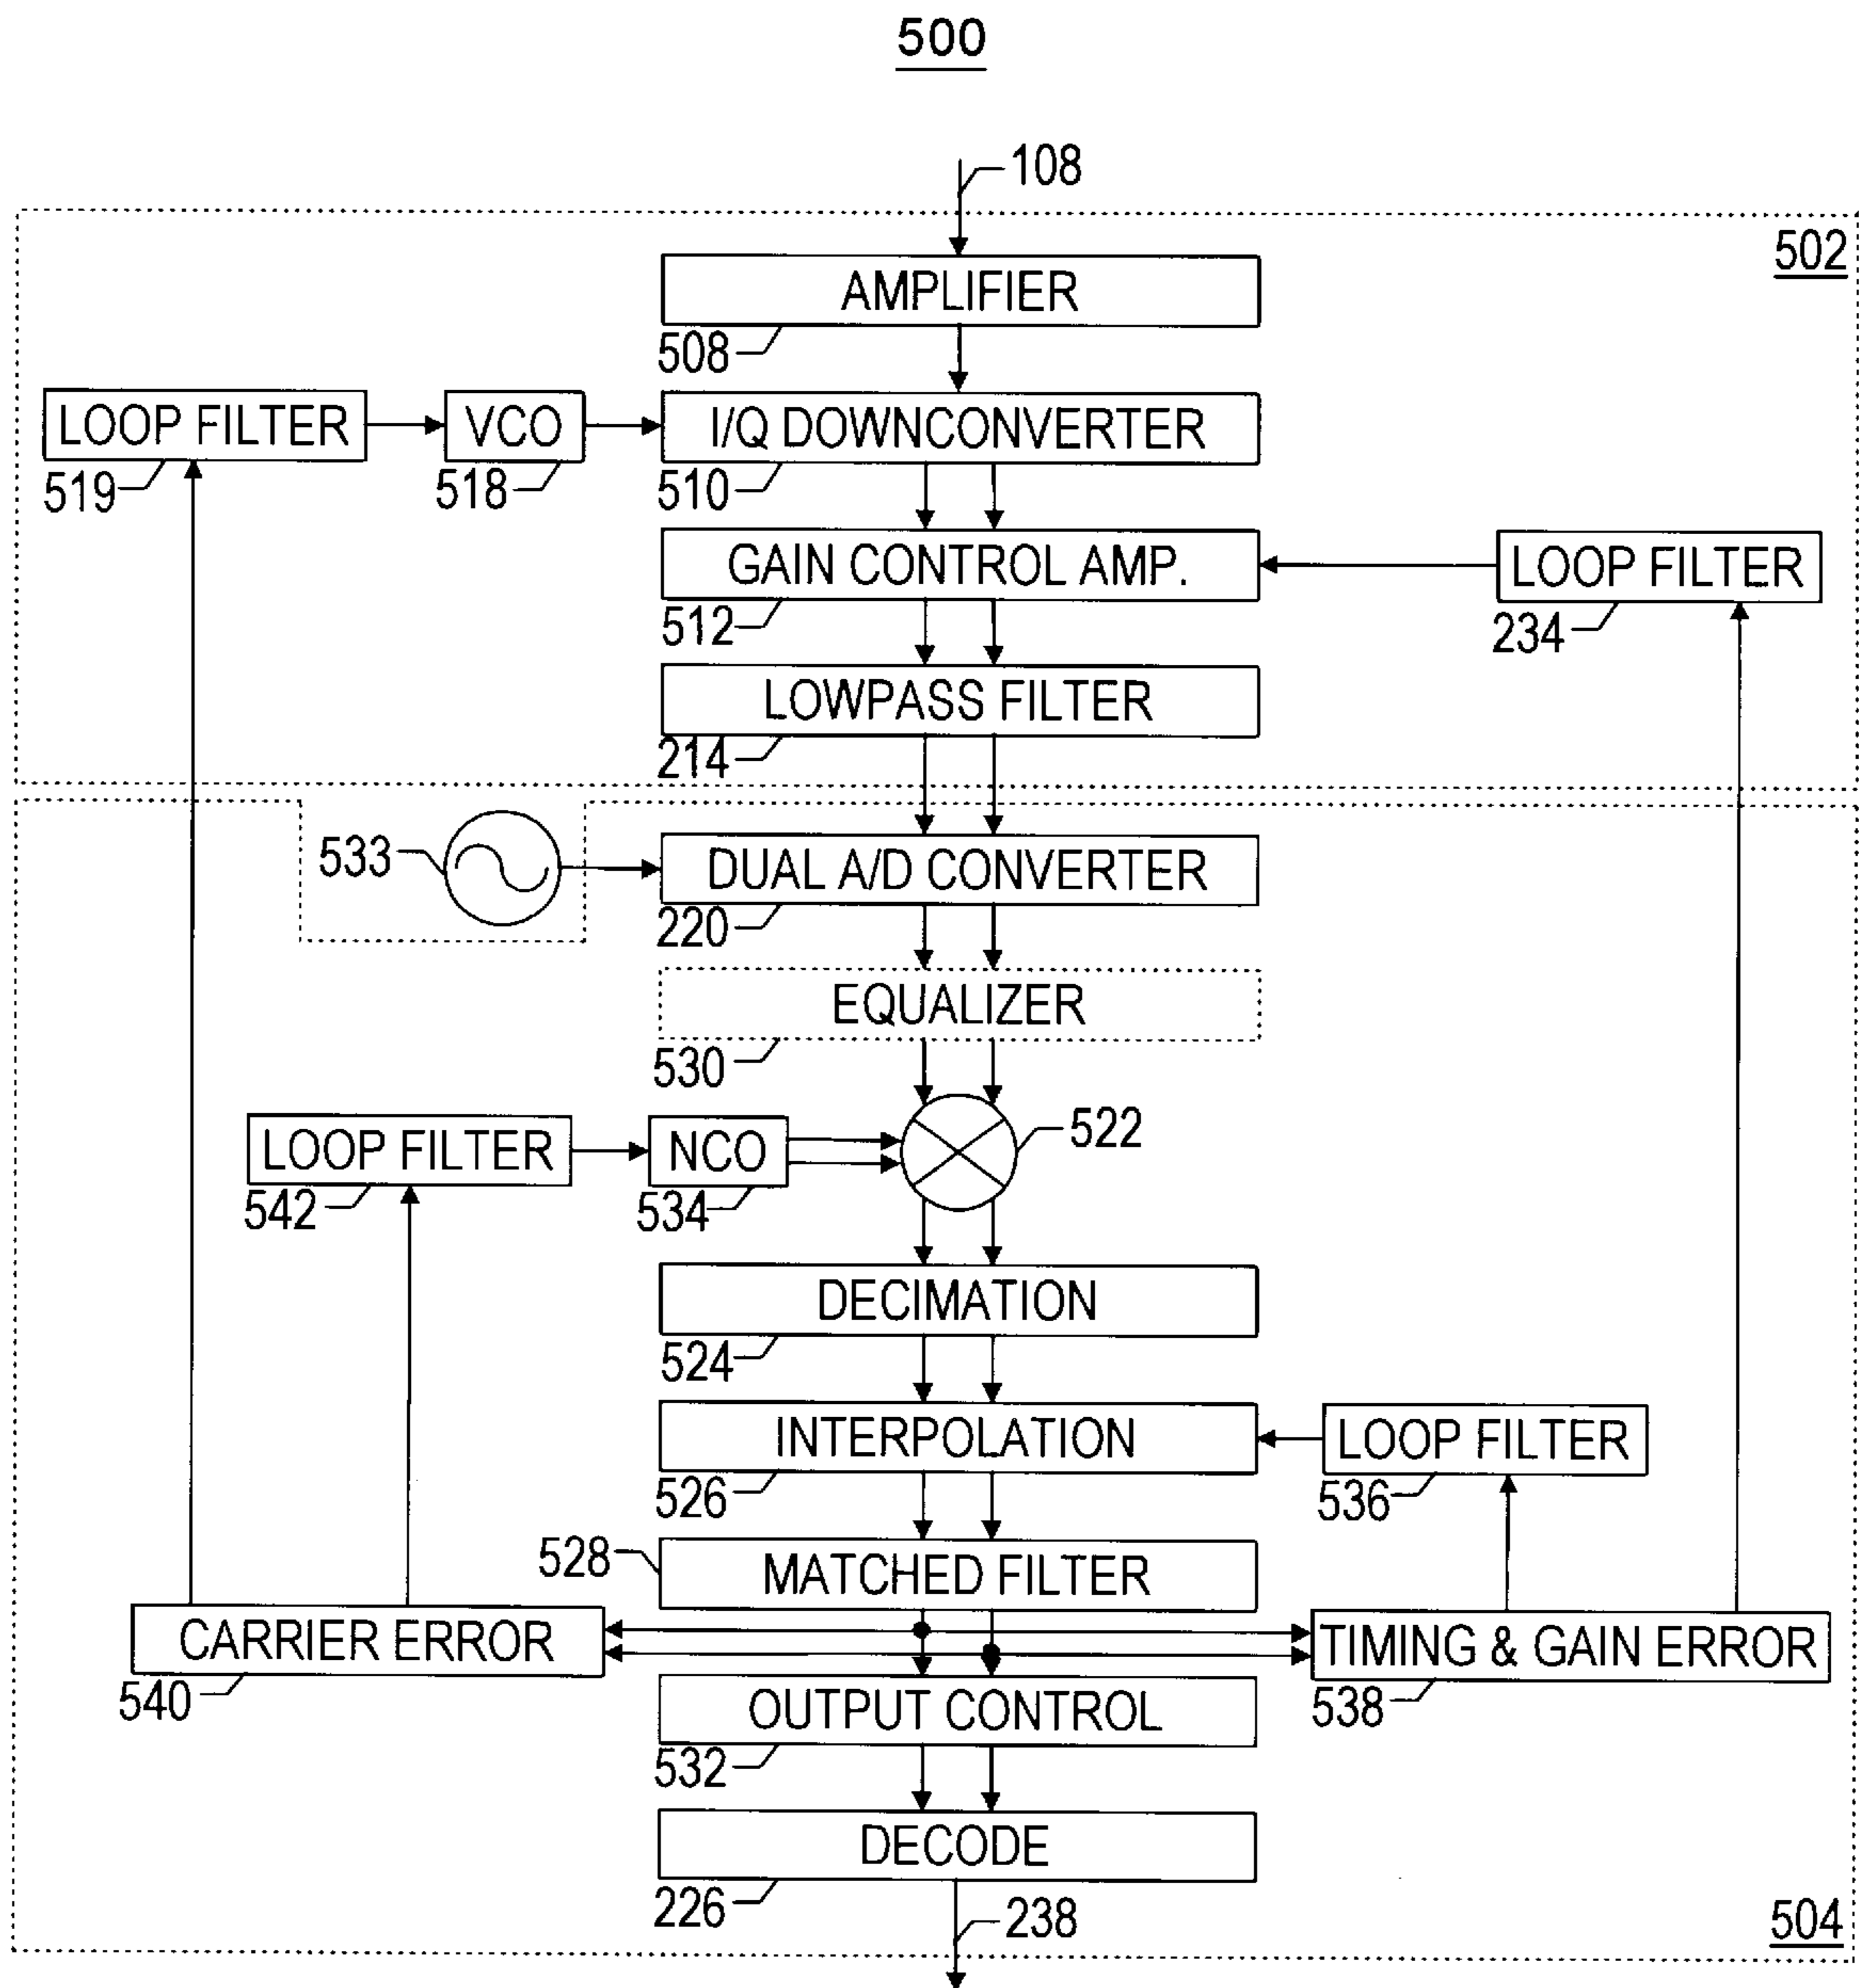 500
108
502
AMPLIFIER
508
LOOP FILTER
VCO
I/Q DOWNCONVERTER
519
518
510
GAIN CONTROL AMP.
LOOP FILTER
512
234
LOWPASS FILTER
214
533
DUAL A/D CONVERTER
220
EQUALIZER
530
LOOP FILTER
NCO
522
542
534
DECIMATION
524
INTERPOLATION
LOOP FILTER
526
536
528
MATCHED FILTER
CARRIER ERROR
TIMING & GAIN ERROR
540
538
OUTPUT CONTROL
532
DECODE
226
238
504